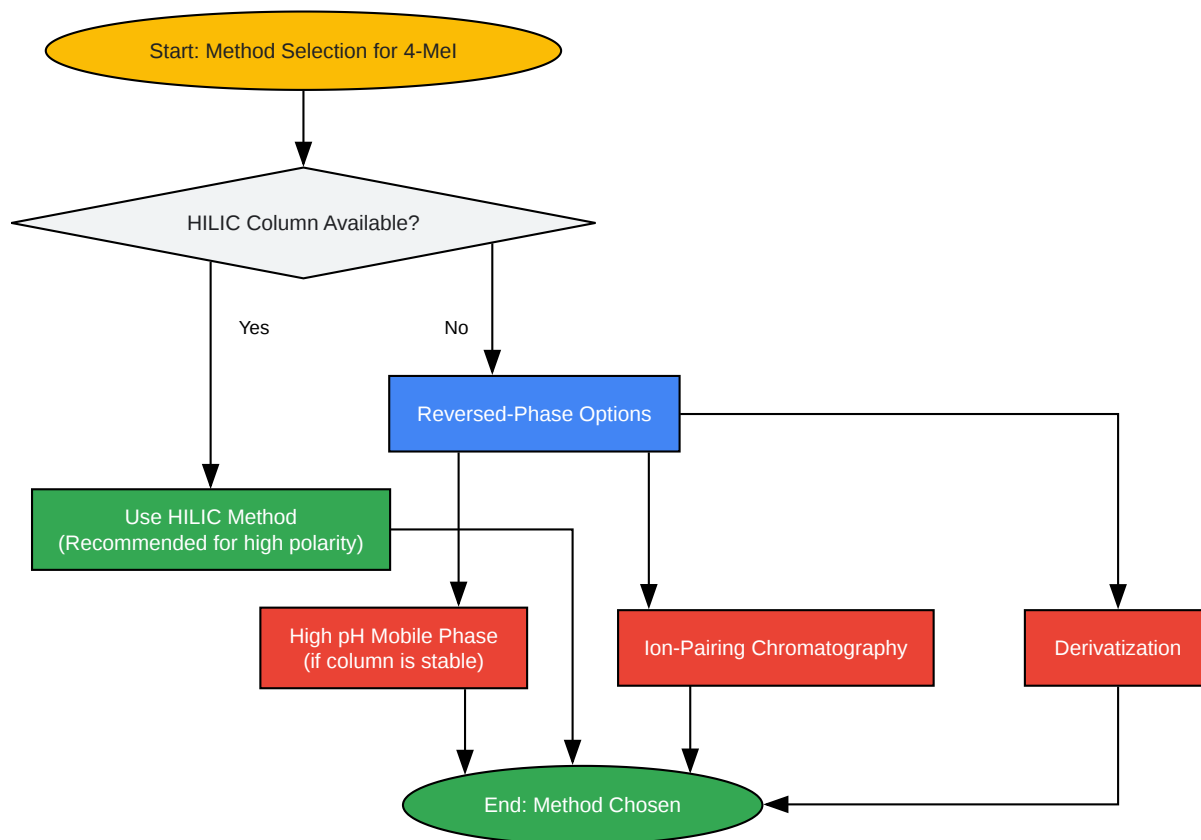 Start: Method Selection for 4-MeI
HILIC Column Available?
Yes
No
Reversed-Phase Options
Use HILIC Method
(Recommended for high polarity)
High pH Mobile Phase
(if column is stable)
Ion-Pairing Chromatography
Derivatization
End: Method Chosen